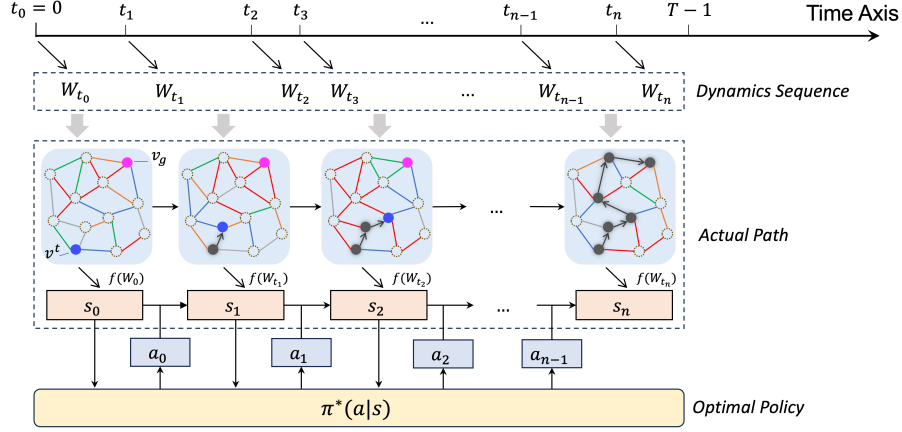 t₀ = 0 t₁ t₂ t₃ ... tₙ₋₁ tₙ T − 1
Time Axis
W_{t₀} W_{t₁} W_{t₂} W_{t₃} ... W_{tₙ₋₁} W_{tₙ} Dynamics Sequence
v_g
... Actual Path
vᵗ
f(W₀) f(W_{t₁}) f(W_{t₂}) f(W_{tₙ})
s₀ s₁ s₂ ... sₙ
a₀ a₁ a₂ aₙ₋₁
π*(a|s) Optimal Policy